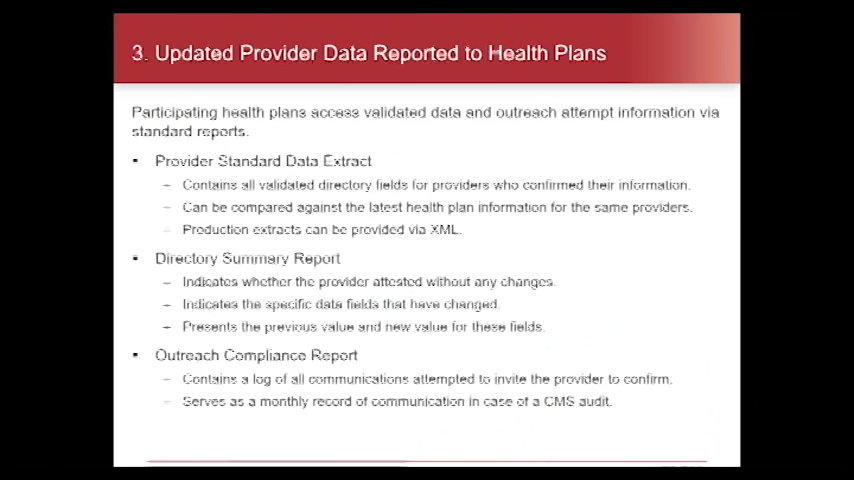 3. Updated Provider Data Reported to Health Plans
Participating health plans access validated data and outreach attempt information via
standard reports.
▪ Provider Standard Data Extract
– Contains all validated directory fields for providers who confirmed their information.
– Can be compared against the latest health plan information for the same providers.
– Production extracts can be provided via XML.
▪ Directory Summary Report
– Indicates whether the provider attested without any changes.
– Indicates the specific data fields that have changed.
– Presents the previous value and new value for these fields.
▪ Outreach Compliance Report
– Contains a log of all communications attempted to invite the provider to confirm.
– Serves as a monthly record of communication in case of a CMS audit.